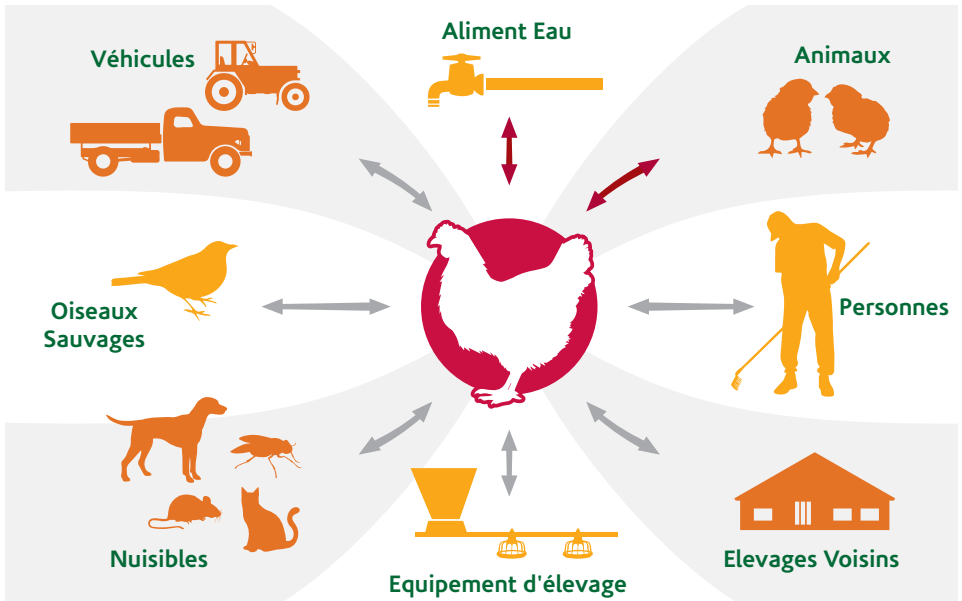 Aliment Eau
Véhicules
Animaux
Oiseaux
Sauvages
Personnes
Nuisibles
Equipement d'élevage
Elevages Voisins